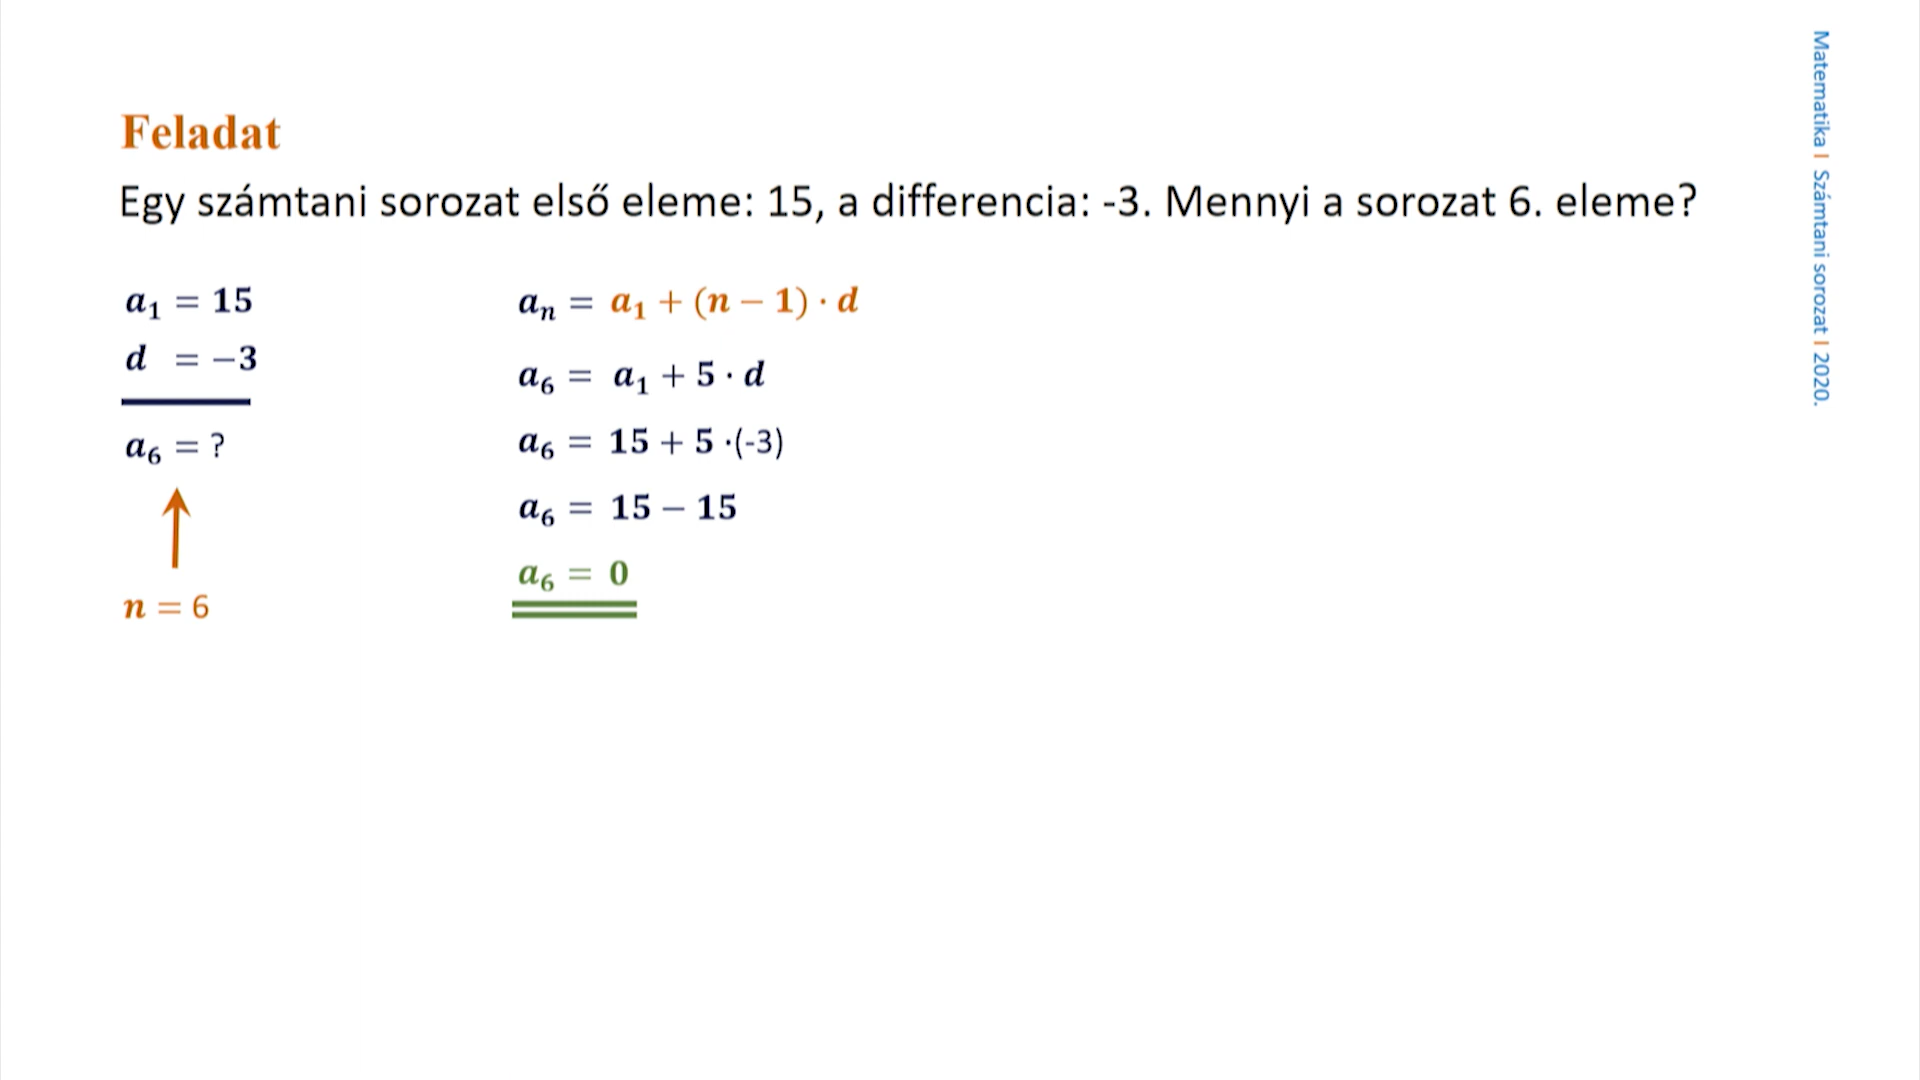 Feladat
Egy számtani sorozat első eleme: 15, a differencia: -3. Mennyi a sorozat 6. eleme?
a₁ = 15
d = −3
a₆ = ?
n = 6
aₙ = a₁ + (n − 1) · d
a₆ = a₁ + 5 · d
a₆ = 15 + 5 ·(-3)
a₆ = 15 − 15
a₆ = 0
Matematika I Számtani sorozat I 2020.